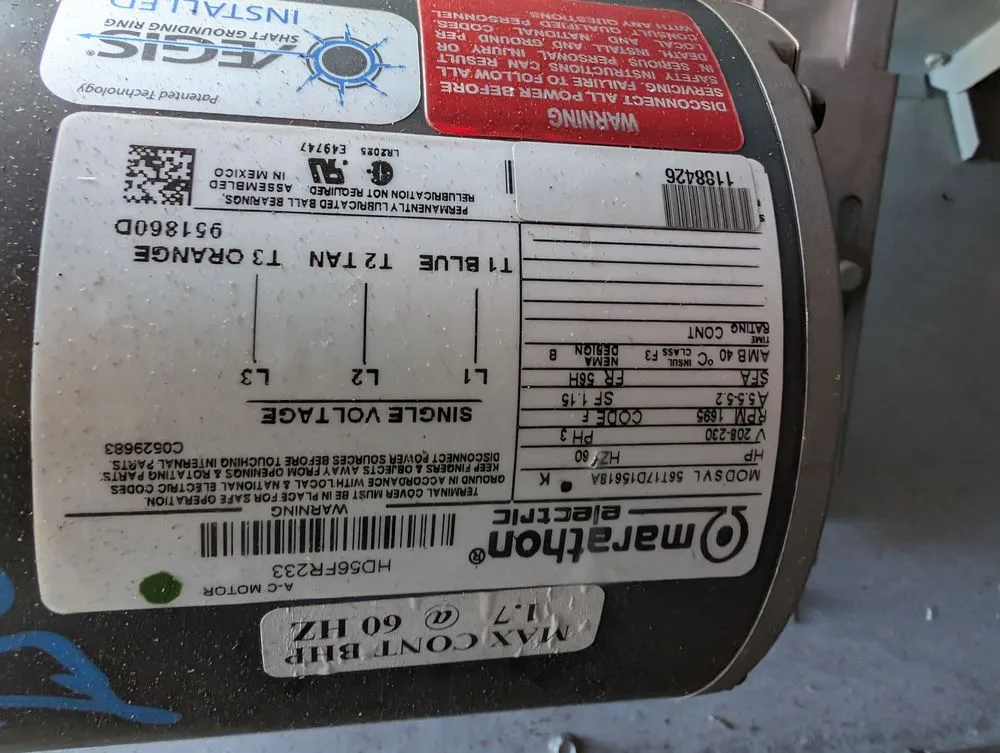 MAX CONT BHP
1.7 @ 60 HZ
marathon®
electric
A-C MOTOR
HD56FR233
MOD SVL 56T17D15618A K
HP HZ 60
V 208-230 PH 3
RPM 1695 CODE F
A 5.5-5.2 SF 1.15
SFA FR 56H
AMB 40 °C INSUL CLASS F3 NEMA DESIGN B
TIME RATING CONT
WARNING
TERMINAL COVER MUST BE IN PLACE FOR SAFE OPERATION.
GROUND IN ACCORDANCE WITH LOCAL & NATIONAL ELECTRIC CODES
KEEP FINGERS & OBJECTS AWAY FROM OPENINGS & ROTATING PARTS.
DISCONNECT POWER SOURCES BEFORE TOUCHING INTERNAL PARTS.
C0529683
SINGLE VOLTAGE
L1 L2 L3
T1 BLUE T2 TAN T3 ORANGE
951860D
1188426
PERMANENTLY LUBRICATED BALL BEARINGS.
RELUBRICATION NOT REQUIRED.
ASSEMBLED
IN MEXICO
LR2025 E49747
WARNING
DISCONNECT ALL POWER BEFORE
SERVICING. FAILURE TO FOLLOW ALL
SAFETY INSTRUCTIONS CAN RESULT
IN SERIOUS PERSONAL INJURY OR
DEATH. INSTALL AND GROUND PER
LOCAL AND NATIONAL CODES.
CONSULT QUALIFIED PERSONNEL
WITH ANY QUESTIONS.
Patented Technology
AEGIS®
SHAFT GROUNDING RING
INSTALLED